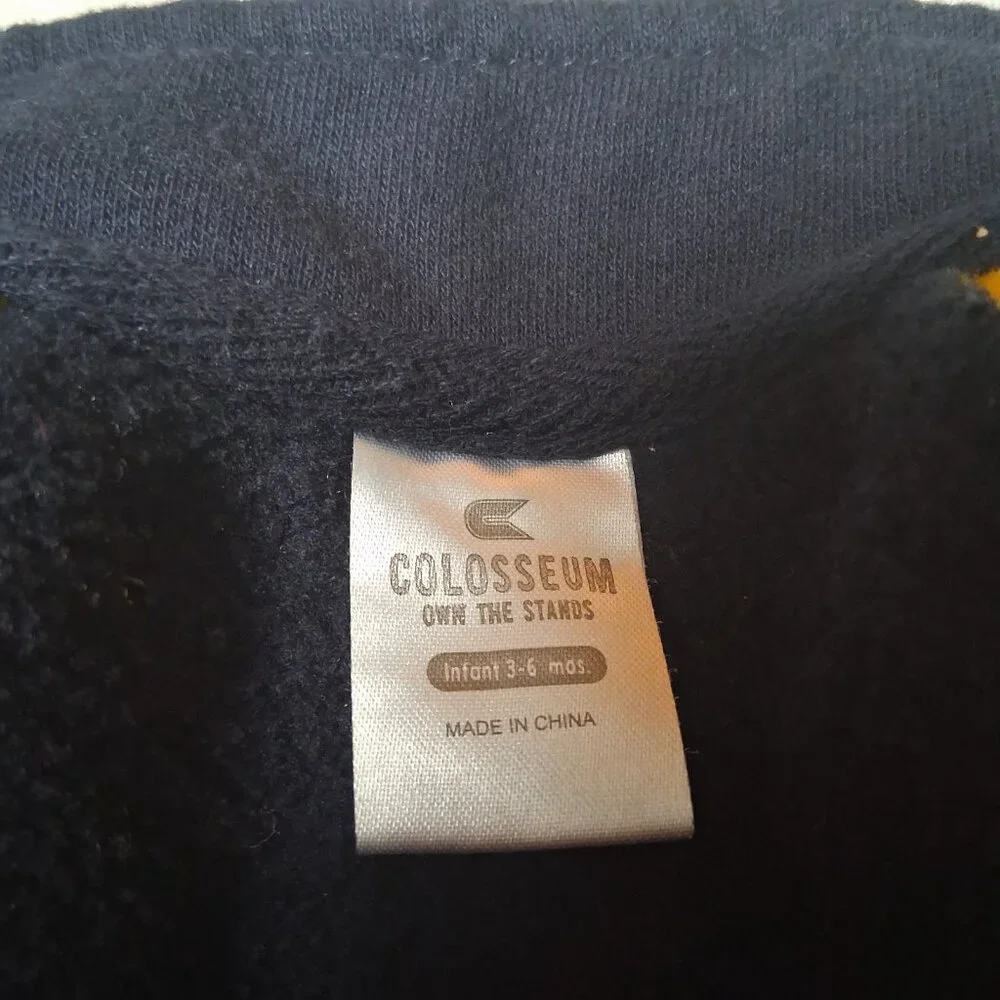 COLOSSEUM
OWN THE STANDS
Infant 3-6 mos.
MADE IN CHINA